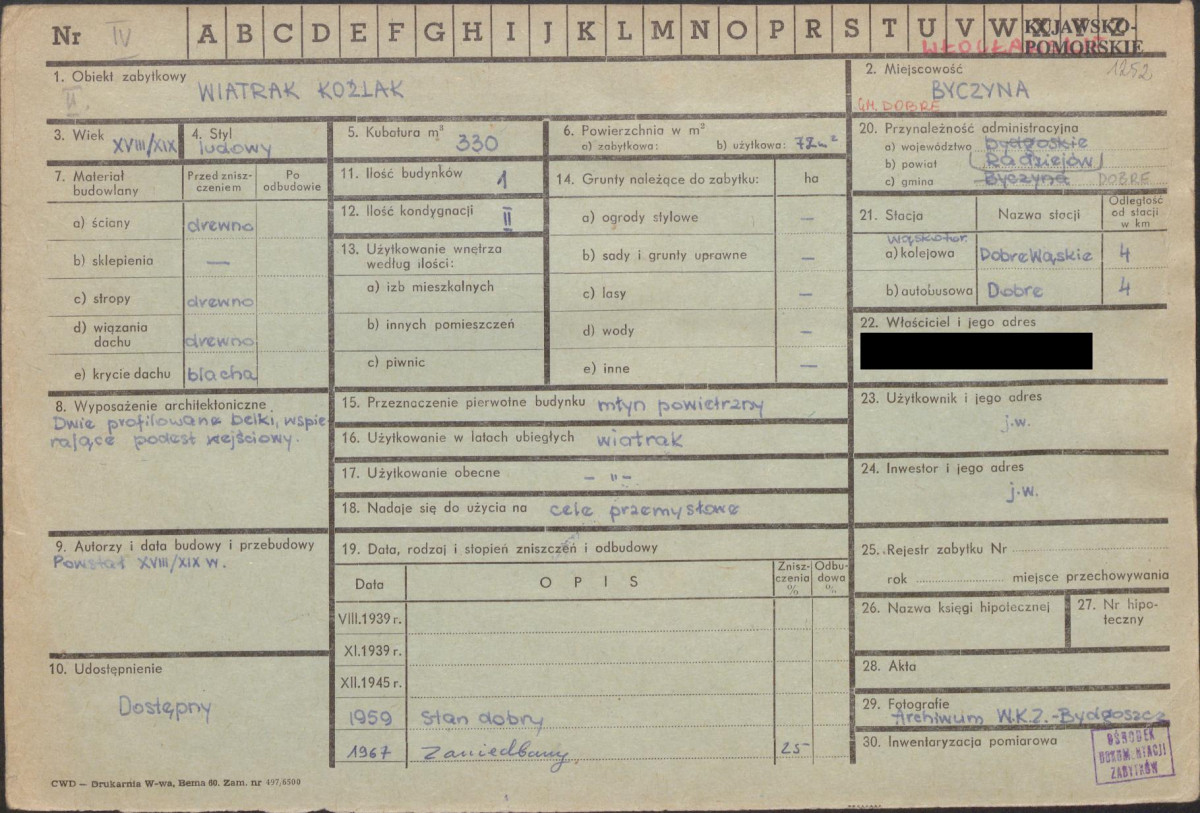 Nr IV A B C D E F G H I J K L M N O P R S T U V W X Y Z KUJAWSKO-
POMORSKIE
1252
1. Obiekt zabytkowy
II.
WIATRAK KOŹLAK
2. Miejscowość
BYCZYNA
GM. DOBRE
3. Wiek XVIII/XIX
4. Styl
ludowy
5. Kubatura m³
330
6. Powierzchnia w m²
a) zabytkowa: b) użytkowa: 72m²
20. Przynależność administracyjna
a) województwo bydgoskie
b) powiat Radziejów
c) gmina Byczyna DOBRE
7. Materiał
budowlany
Przed znisz-
czeniem
Po
odbudowie
a) ściany drewno
b) sklepienia —
c) stropy drewno
d) wiązania
dachu drewno
e) krycie dachu blacha
11. Ilość budynków 1
12. Ilość kondygnacji II
13. Użytkowanie wnętrza
według ilości:
a) izb mieszkalnych
b) innych pomieszczeń
c) piwnic
14. Grunty należące do zabytku: ha
a) ogrody stylowe —
b) sady i grunty uprawne —
c) lasy —
d) wody —
e) inne —
21. Stacja Nazwa stacji Odległość
od stacji
w km
wąskotor.
a) kolejowa Dobre Wąskie 4
b) autobusowa Dobre 4
22. Właściciel i jego adres
8. Wyposażenie architektoniczne
Dwie profilowane belki, wspie
rające podest wejściowy.
15. Przeznaczenie pierwotne budynku młyn powietrzny
16. Użytkowanie w latach ubiegłych wiatrak
17. Użytkowanie obecne — „ —
18. Nadaje się do użycia na cele przemysłowe
23. Użytkownik i jego adres
j.w.
24. Inwestor i jego adres
j.w.
9. Autorzy i data budowy i przebudowy
Powstał XVIII/XIX w.
19. Data, rodzaj i stopień zniszczeń i odbudowy
Data OPIS Znisz-
czenia
%
Odbu-
dowa
%
VIII.1939 r.
XI.1939 r.
XII.1945 r.
1959 Stan dobry
1967 Zaniedbany 25
25. Rejestr zabytku Nr
rok miejsce przechowywania
26. Nazwa księgi hipotecznej
27. Nr hipo-
teczny
28. Akta
29. Fotografie
Archiwum W.K.Z.-Bydgoszcz
30. Inwentaryzacja pomiarowa
OŚRODEK
DOKUMENTACJI
ZABYTKÓW
10. Udostępnienie
Dostępny
CWD — Drukarnia W-wa, Bema 60. Zam. nr 497/6500